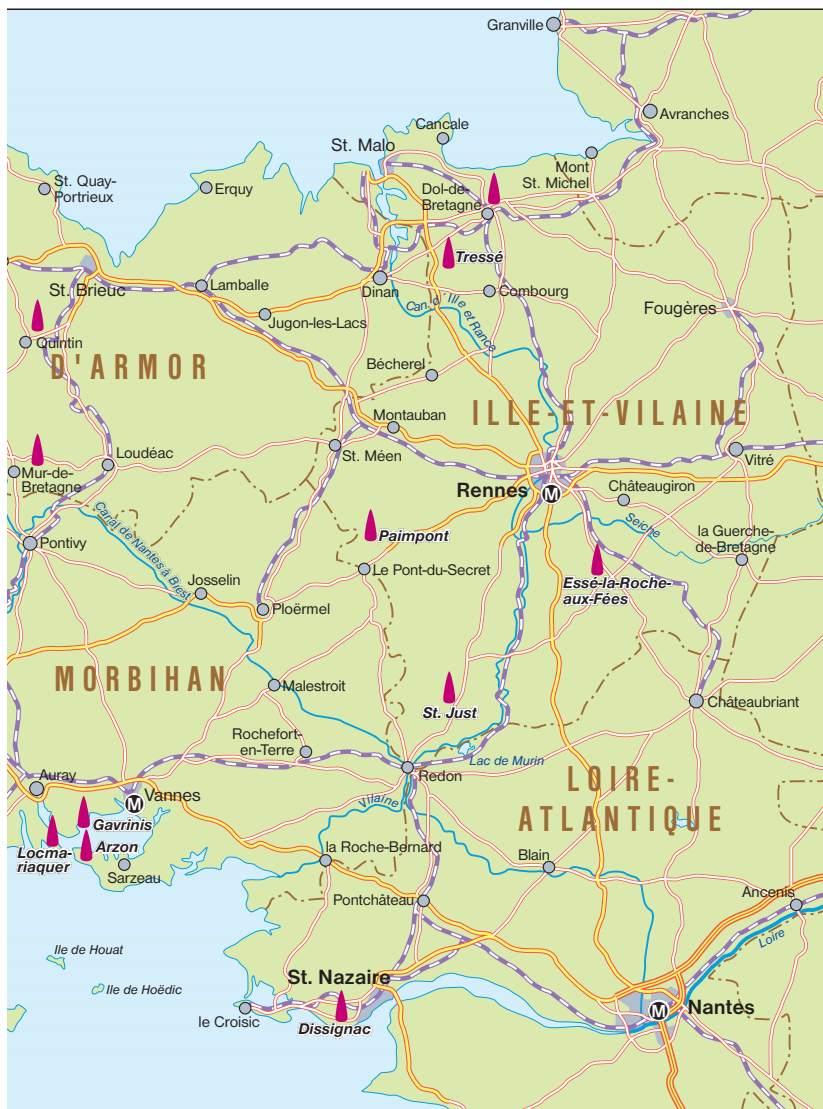 Granville
Avranches
Cancale
St. Malo
Mont
St. Michel
St. Quay-
Portrieux
Erquy
Dol-de-
Bretagne
Tressé
St. Brieuc
Lamballe
Dinan
Combourg
Can. d'Ille et Rance
Fougères
Jugon-les-Lacs
Quintin
D'ARMOR
Bécherel
ILLE-ET-VILAINE
Montauban
Loudéac
St. Méen
Vitré
Mur-de-
Bretagne
Rennes
M
Châteaugiron
Canal de Nantes à Brest
Seiche
Paimpont
la Guerche-
de-Bretagne
Pontivy
Le Pont-du-Secret
Essé-la-Roche-
aux-Fées
Josselin
Ploërmel
MORBIHAN
Malestroit
St. Just
Châteaubriant
Rochefort-
en-Terre
Lac de Murin
Redon
LOIRE-
ATLANTIQUE
Auray
M
Vannes
Vilaine
Gavrinis
Locma-
riaquer
Arzon
Sarzeau
la Roche-Bernard
Blain
Pontchâteau
Ancenis
Loire
Ile de Houat
Ile de Hoëdic
St. Nazaire
le Croisic
Dissignac
M
Nantes